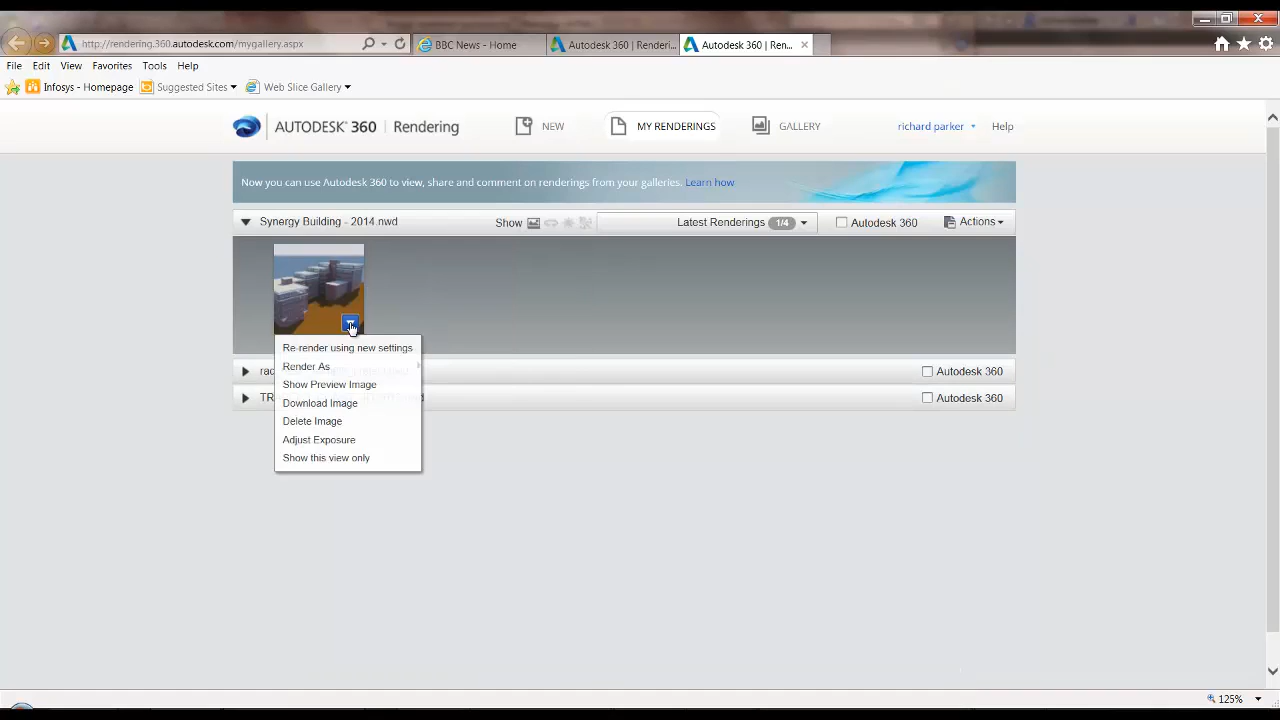 http://rendering.360.autodesk.com/mygallery.aspx
BBC News - Home
Autodesk 360 | Renderi...
Autodesk 360 | Ren...
File Edit View Favorites Tools Help
Infosys - Homepage Suggested Sites Web Slice Gallery
AUTODESK® 360 Rendering NEW MY RENDERINGS GALLERY richard parker Help
Now you can use Autodesk 360 to view, share and comment on renderings from your galleries. Learn how
Synergy Building - 2014.nwd Show Latest Renderings 1/4 Autodesk 360 Actions
Re-render using new settings
Render As
Show Preview Image
Download Image
Delete Image
Adjust Exposure
Show this view only
Autodesk 360
Autodesk 360
125%